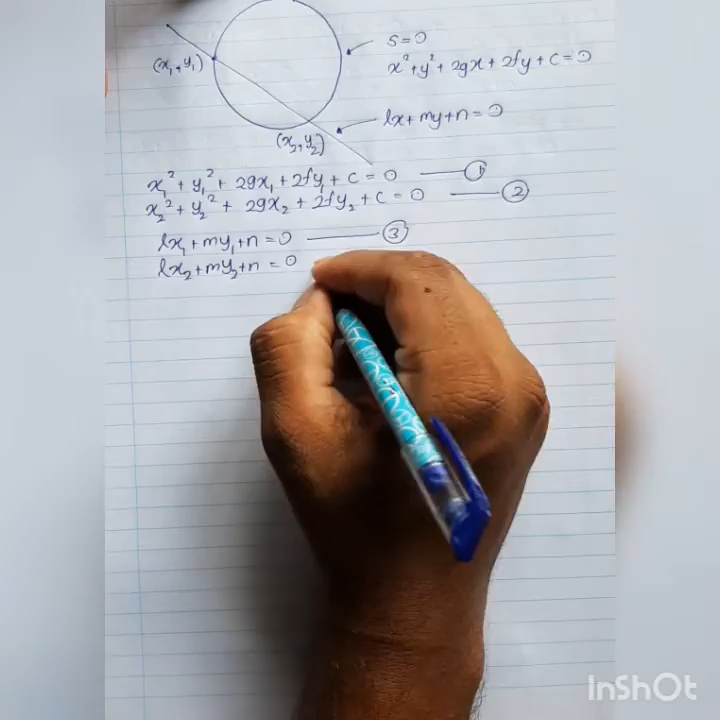 S=0
x²+y²+2gx+2fy+c=0
(x₁,y₁)
lx+my+n=0
(x₂,y₂)
x₁²+y₁²+2gx₁+2fy₁+c=0 ——①
x₂²+y₂²+2gx₂+2fy₂+c=0 ——②
lx₁+my₁+n=0 ——③
lx₂+my₂+n=0
InShOt